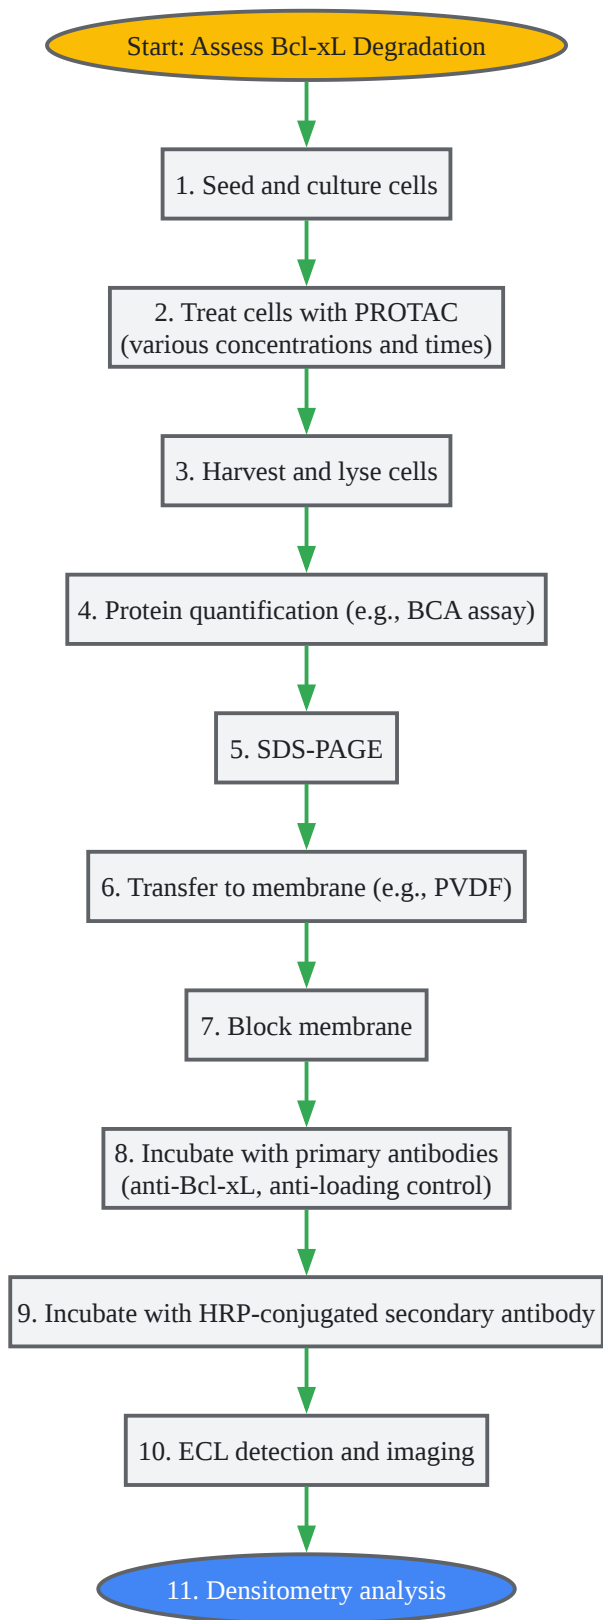 Start: Assess Bcl-xL Degradation
1. Seed and culture cells
2. Treat cells with PROTAC
(various concentrations and times)
3. Harvest and lyse cells
4. Protein quantification (e.g., BCA assay)
5. SDS-PAGE
6. Transfer to membrane (e.g., PVDF)
7. Block membrane
8. Incubate with primary antibodies
(anti-Bcl-xL, anti-loading control)
9. Incubate with HRP-conjugated secondary antibody
10. ECL detection and imaging
11. Densitometry analysis